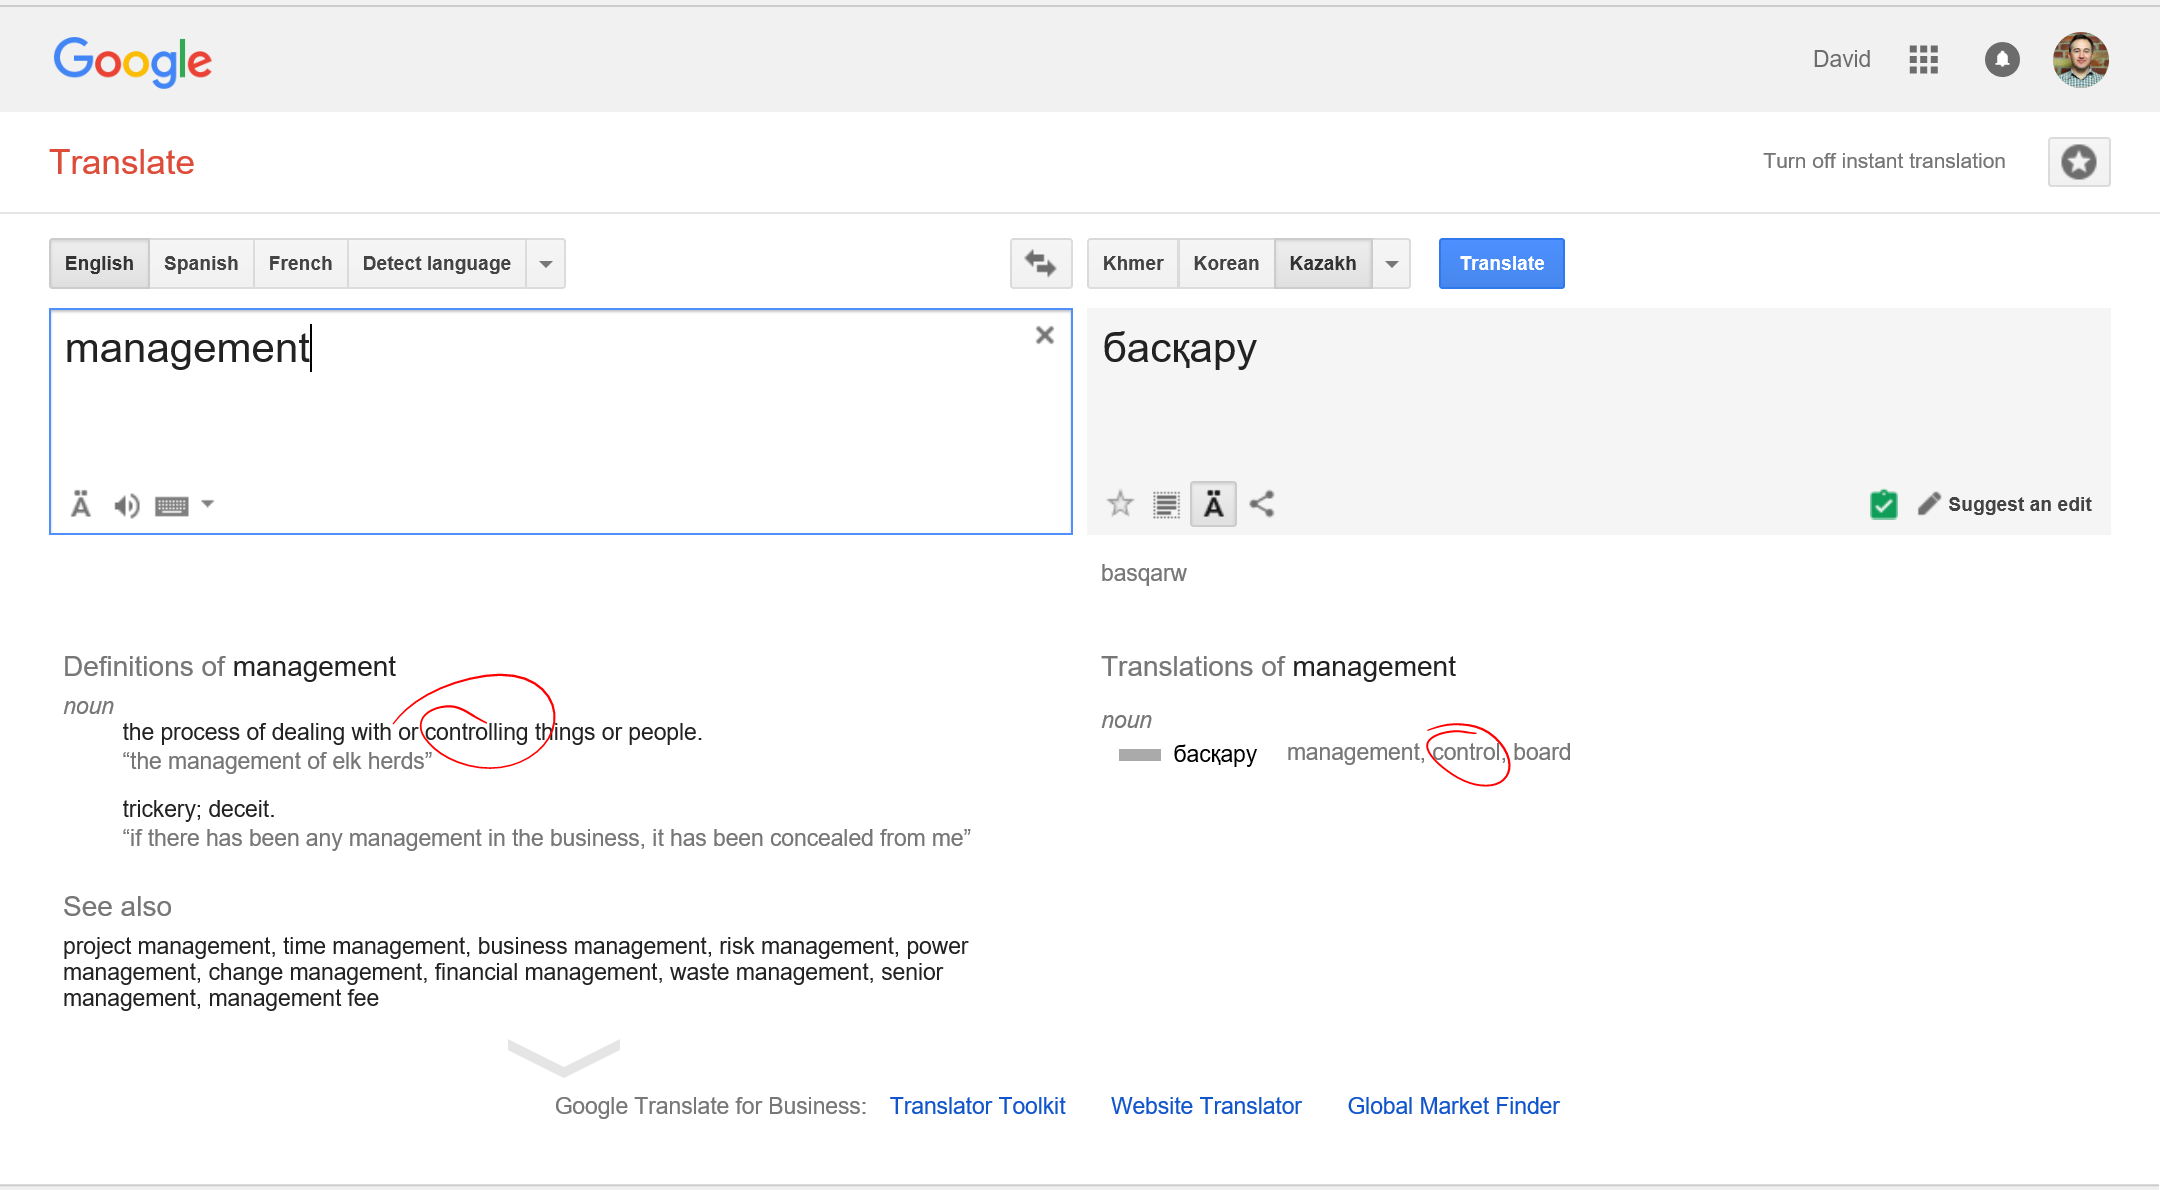 Google
David
Translate
Turn off instant translation
English Spanish French Detect language
Khmer Korean Kazakh
Translate
management
басқару
Ä
Ä
Suggest an edit
basqarw
Definitions of management
noun
the process of dealing with or controlling things or people.
“the management of elk herds”
trickery; deceit.
“if there has been any management in the business, it has been concealed from me”
See also
project management, time management, business management, risk management, power
management, change management, financial management, waste management, senior
management, management fee
Translations of management
noun
басқару management, control, board
Google Translate for Business: Translator Toolkit Website Translator Global Market Finder